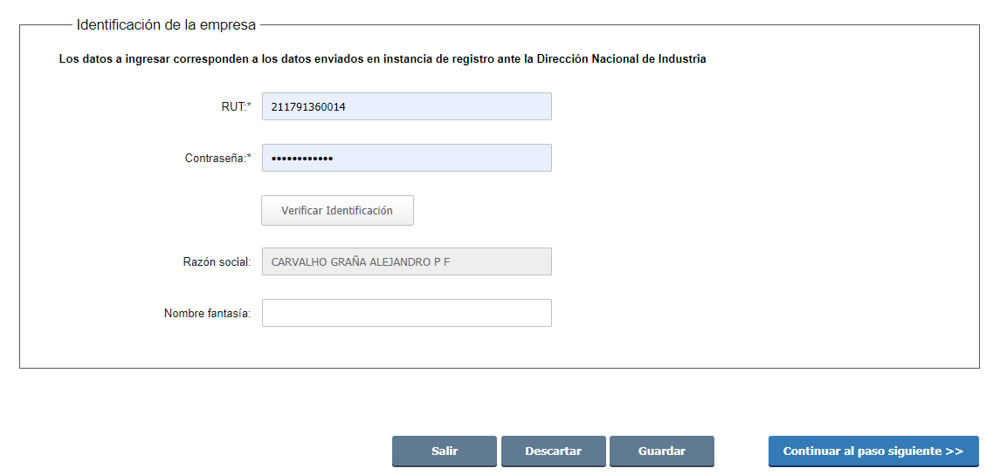 Identificación de la empresa
Los datos a ingresar corresponden a los datos enviados en instancia de registro ante la Dirección Nacional de Industria
RUT:* 211791360014
Contraseña:* ••••••••••••
Verificar Identificación
Razón social: CARVALHO GRAÑA ALEJANDRO P F
Nombre fantasía:
Salir Descartar Guardar Continuar al paso siguiente >>